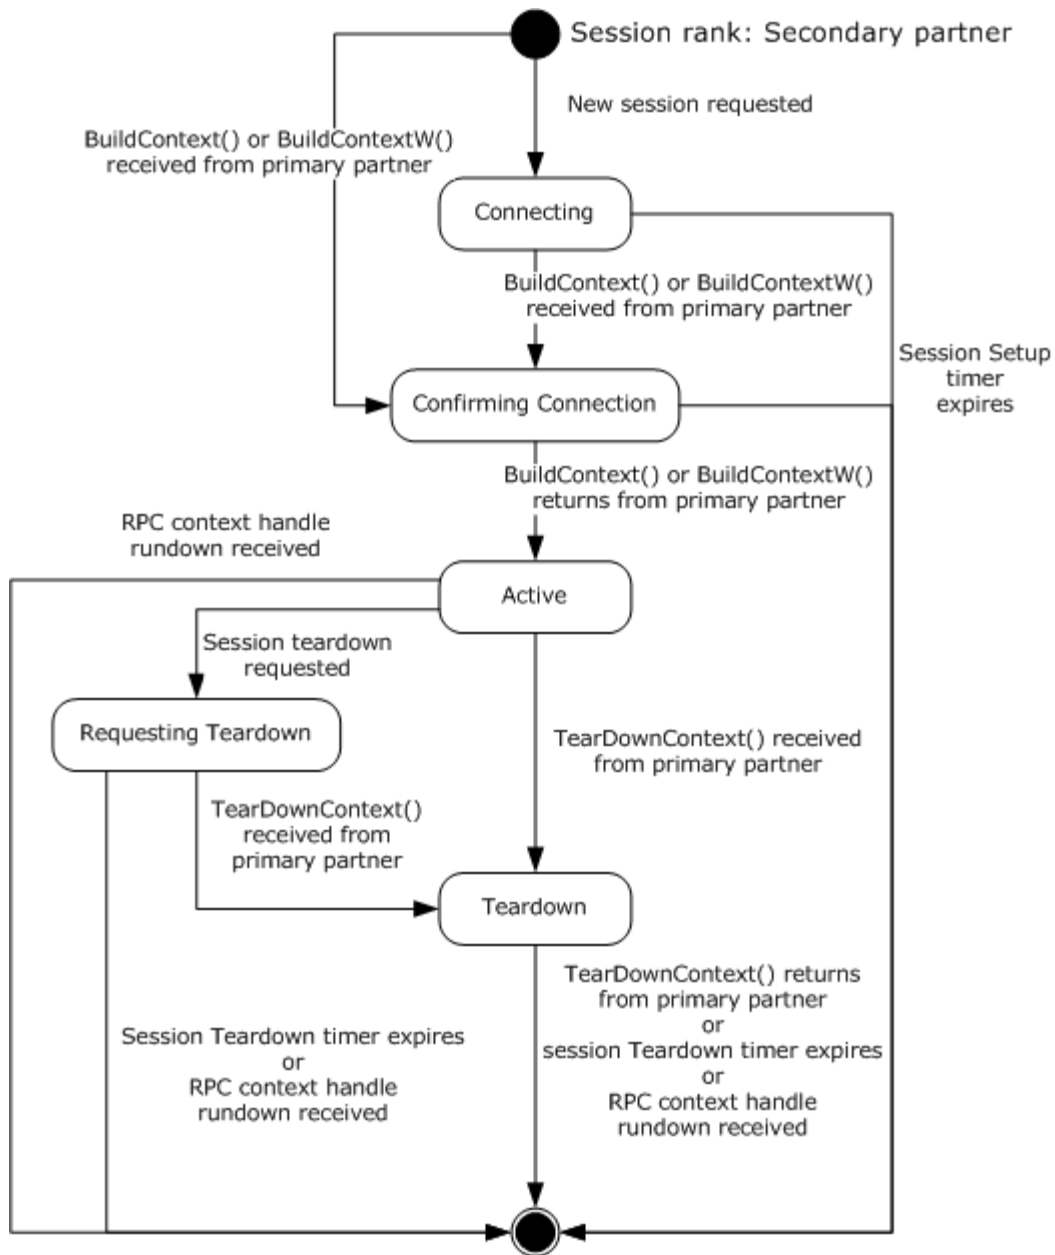 Session rank: Secondary partner
New session requested
BuildContext() or BuildContextW()
received from primary partner
Connecting
BuildContext() or BuildContextW()
received from primary partner
Session Setup
timer
expires
Confirming Connection
BuildContext() or BuildContextW()
returns from primary partner
RPC context handle
rundown received
Active
Session teardown
requested
Requesting Teardown
TearDownContext() received
from primary partner
TearDownContext()
received from
primary partner
Teardown
TearDownContext() returns
from primary partner
or
session Teardown timer expires
or
RPC context handle
rundown received
Session Teardown timer expires
or
RPC context handle
rundown received